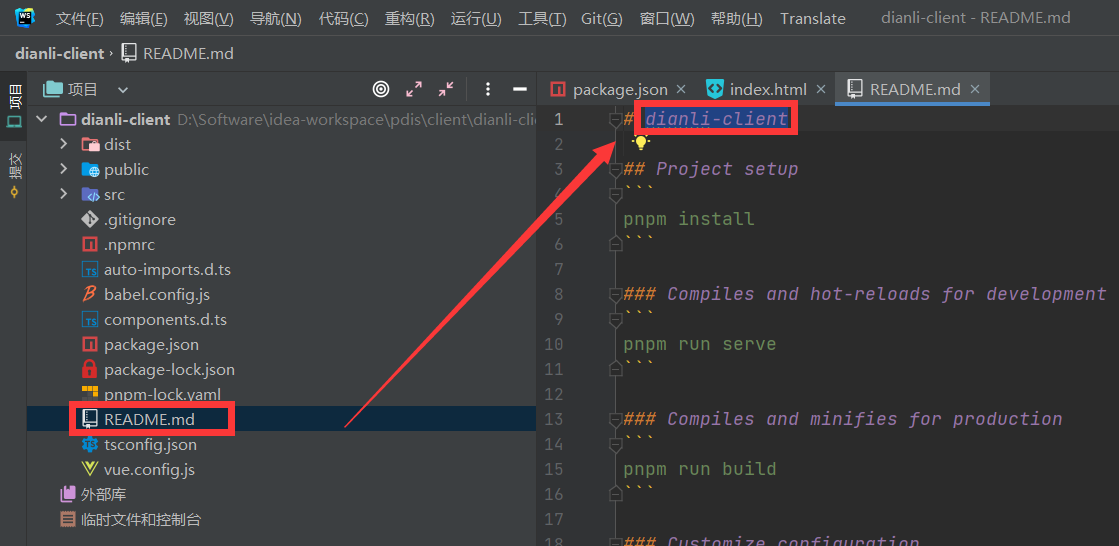 WS 文件(F) 编辑(E) 视图(V) 导航(N) 代码(C) 重构(R) 运行(U) 工具(T) Git(G) 窗口(W) 帮助(H) Translate dianli-client - README.md
dianli-client › README.md
项目
提交
项目
dianli-client D:\Software\idea-workspace\pdis\client\dianli-clie
dist
public
src
.gitignore
.npmrc
auto-imports.d.ts
babel.config.js
components.d.ts
package.json
package-lock.json
pnpm-lock.yaml
README.md
tsconfig.json
vue.config.js
外部库
临时文件和控制台
package.json × index.html × README.md ×
1 # dianli-client
2
3 ## Project setup
4 ```
5 pnpm install
6 ```
7
8 ### Compiles and hot-reloads for development
9 ```
10 pnpm run serve
11 ```
12
13 ### Compiles and minifies for production
14 ```
15 pnpm run build
16 ```
17
18 ### Customize configuration